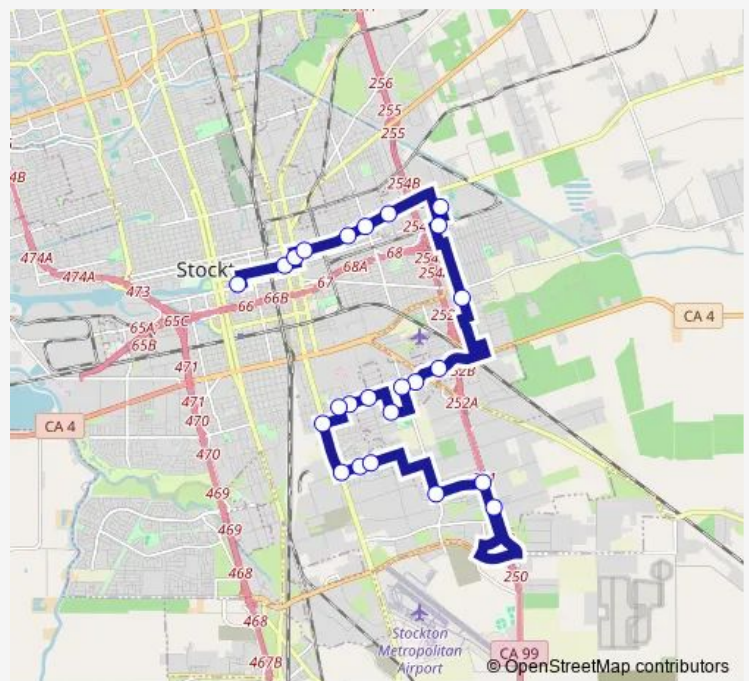 256
255
255
4B
254B
474A
474A
Stockt
254
254
68
68A
67
66B
66
473
65A
65C
65B
252
471
CA 4
52B
252A
CA 4
471
470
470
469
469
468
468
467B
250
Stockton
Metropolitan
Airport
CA 99
© OpenStreetMap contributors